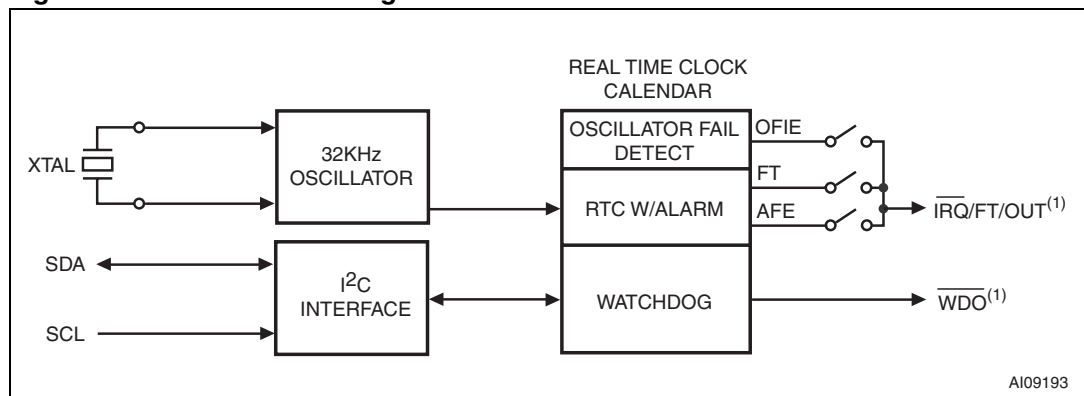 REAL TIME CLOCK
CALENDAR
OSCILLATOR FAIL
DETECT
OFIE
XTAL
32KHz
OSCILLATOR
FT
RTC W/ALARM
AFE
IRQ/FT/OUT(1)
SDA
I2C
INTERFACE
WATCHDOG
WDO(1)
SCL
AI09193